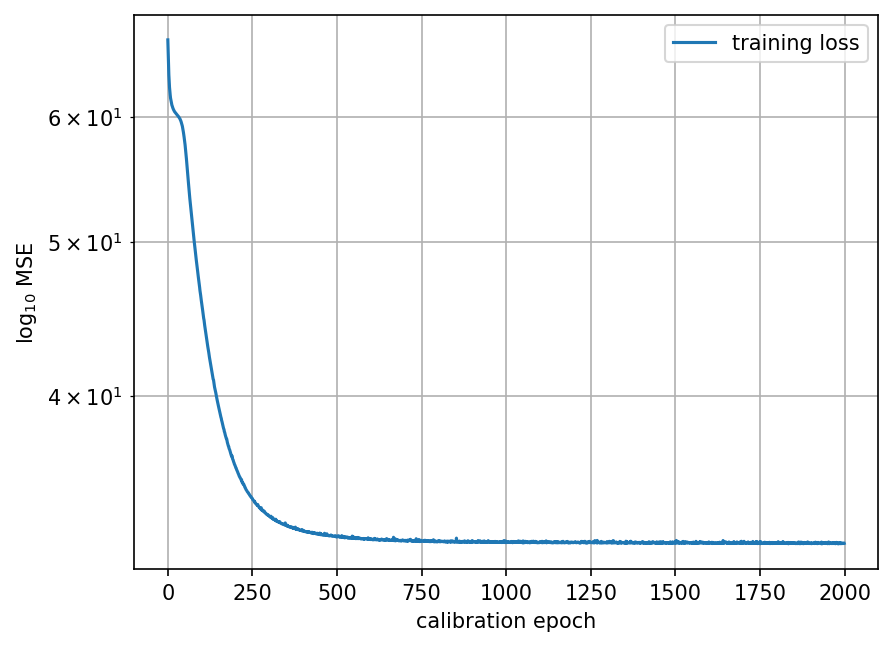 training loss
6 × 10¹
5 × 10¹
4 × 10¹
log₁₀ MSE
0 250 500 750 1000 1250 1500 1750 2000
calibration epoch